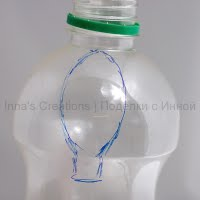 Inna's Creations | Поделки с Инной